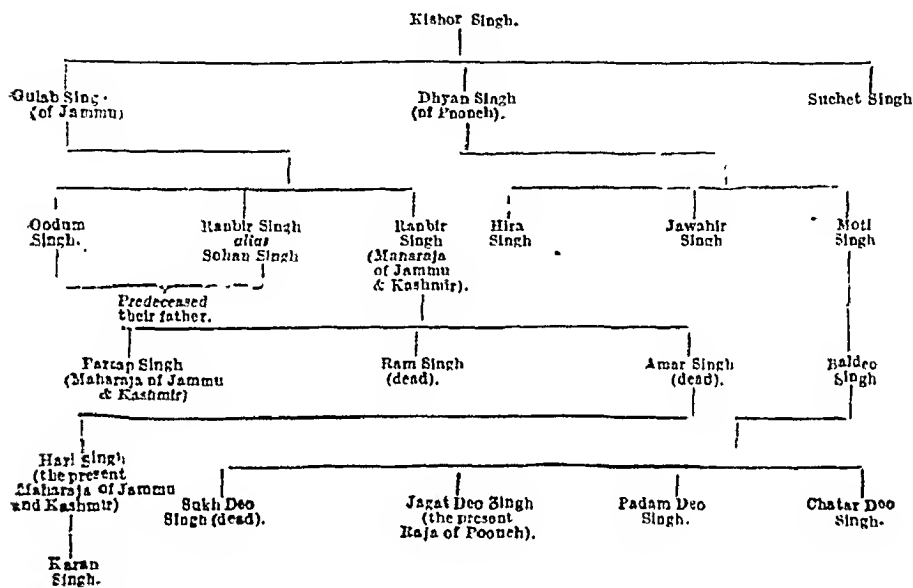 Kishor Singh.
Gulab Sing
(of Jammu)
Dhyan Singh
(of Poonch).
Suchet Singh
Oodum
Singh.
Ranbir Singh
alias
Sohan Singh
Ranbir
Singh
(Maharaja
of Jammu
& Kashmir).
Hira
Singh
Jawahir
Singh
Moti
Singh
Predeceased
their father.
Partap Singh
(Maharaja of Jammu
& Kashmir)
Ram Singh
(dead).
Amar Singh
(dead).
Baldeo
Singh
Hari Singh
(the present
Maharaja of Jammu
and Kashmir)
Sukh Deo
Singh (dead).
Jagat Deo Singh
(the present
Raja of Poonch).
Padam Deo
Singh.
Chatar Deo
Singh.
Karan
Singh.